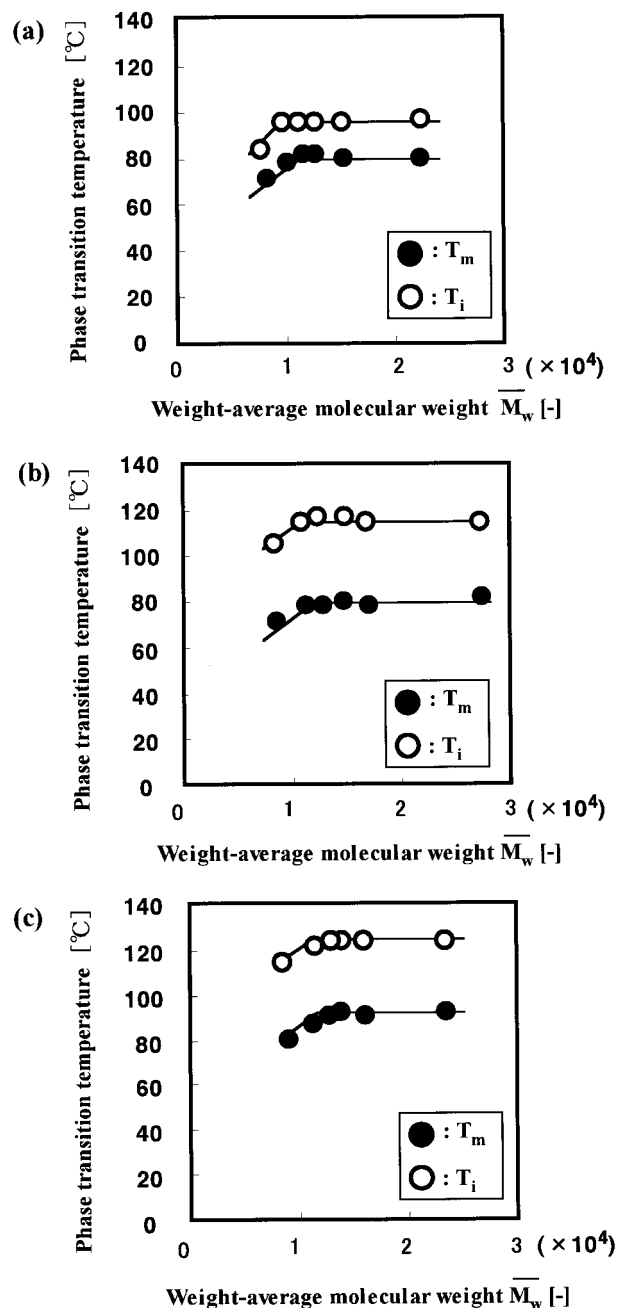 (a)
Phase transition temperature [℃]
140
120
100
80
60
40
20
0
0 1 2 3 (×10⁴)
Weight-average molecular weight M̅w [-]
● : Tm
○ : Ti
(b)
Phase transition temperature [℃]
140
120
100
80
60
40
20
0
0 1 2 3 (×10⁴)
Weight-average molecular weight M̅w [-]
● : Tm
○ : Ti
(c)
Phase transition temperature [℃]
140
120
100
80
60
40
20
0
0 1 2 3 (×10⁴)
Weight-average molecular weight M̅w [-]
● : Tm
○ : Ti